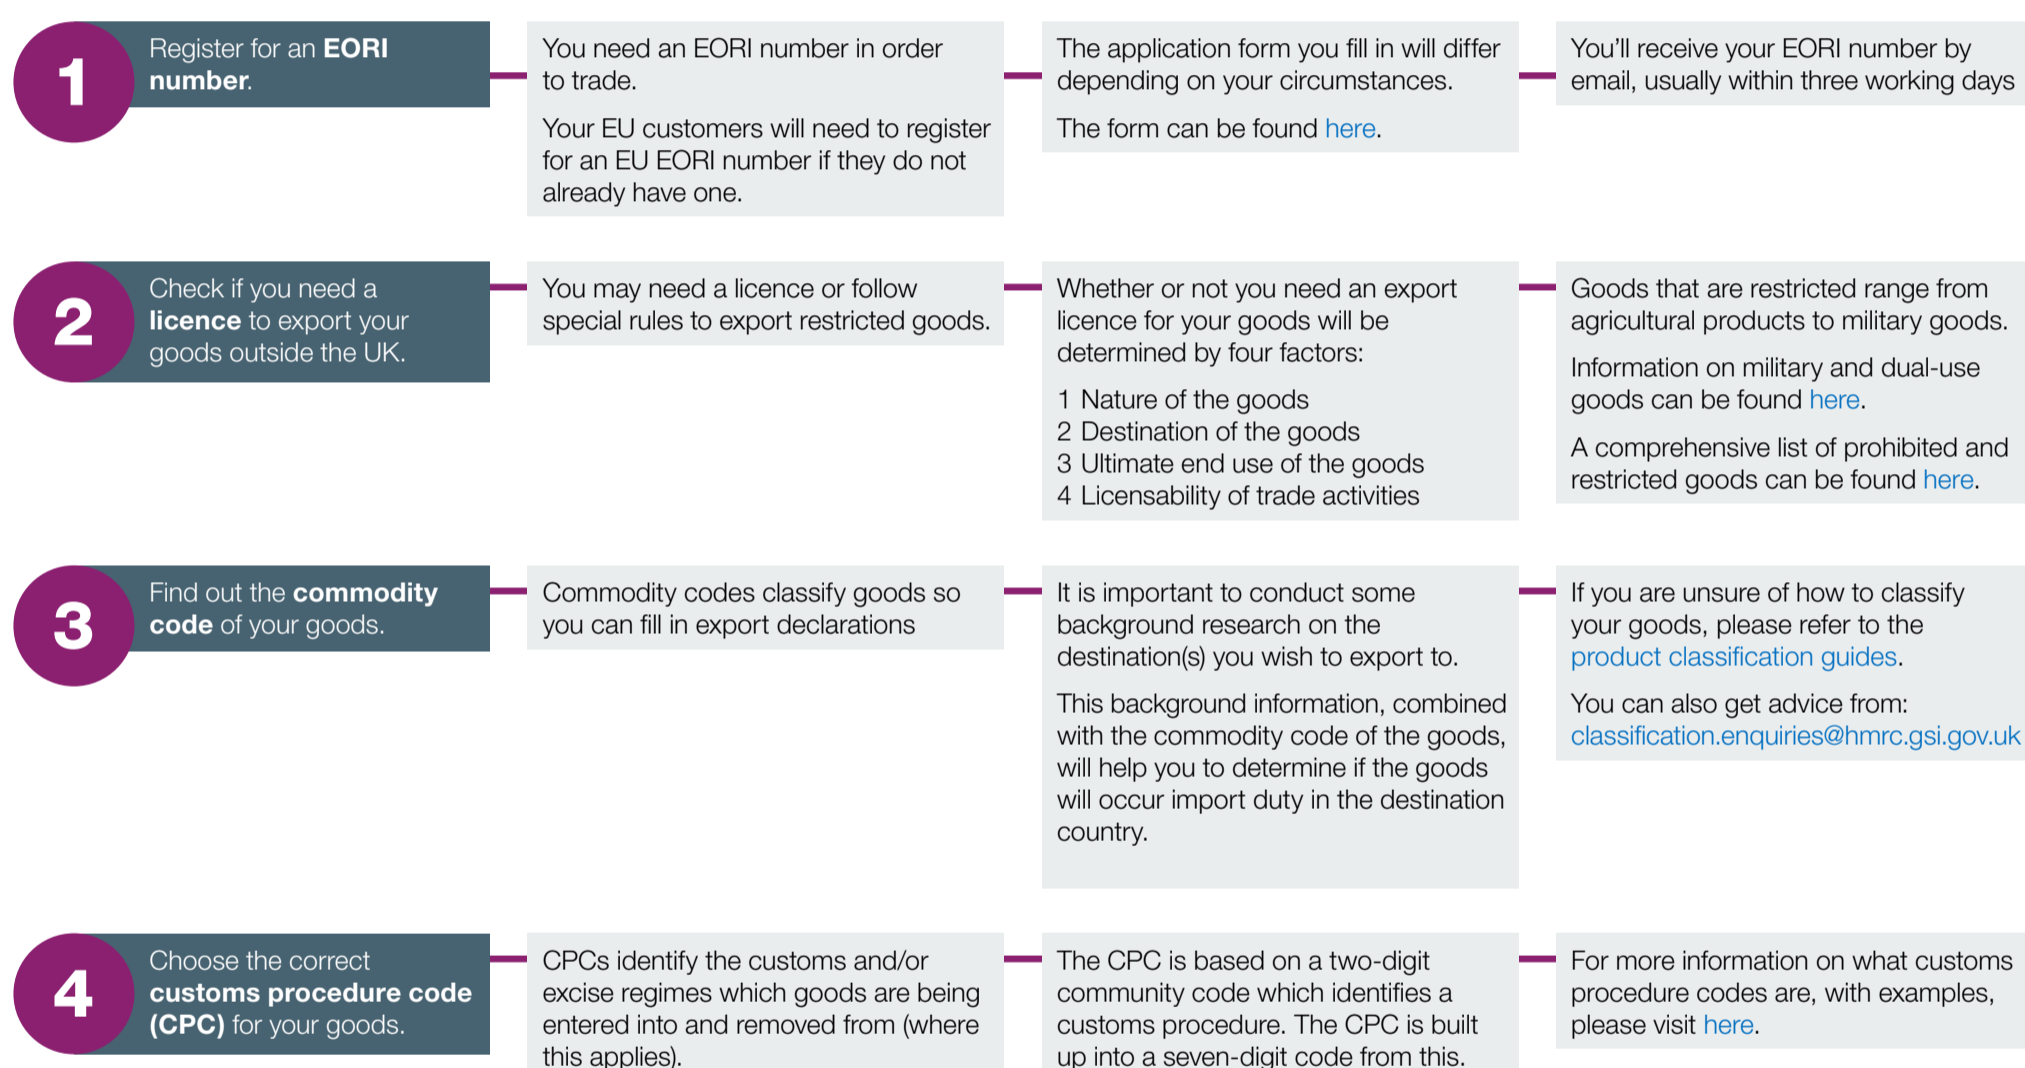 1
Register for an EORI
number.
You need an EORI number in order
to trade.
Your EU customers will need to register
for an EU EORI number if they do not
already have one.
The application form you fill in will differ
depending on your circumstances.
The form can be found here.
You'll receive your EORI number by
email, usually within three working days
2
Check if you need a
licence to export your
goods outside the UK.
You may need a licence or follow
special rules to export restricted goods.
Whether or not you need an export
licence for your goods will be
determined by four factors:
1 Nature of the goods
2 Destination of the goods
3 Ultimate end use of the goods
4 Licensability of trade activities
Goods that are restricted range from
agricultural products to military goods.
Information on military and dual-use
goods can be found here.
A comprehensive list of prohibited and
restricted goods can be found here.
3
Find out the commodity
code of your goods.
Commodity codes classify goods so
you can fill in export declarations
It is important to conduct some
background research on the
destination(s) you wish to export to.
This background information, combined
with the commodity code of the goods,
will help you to determine if the goods
will occur import duty in the destination
country.
If you are unsure of how to classify
your goods, please refer to the
product classification guides.
You can also get advice from:
classification.enquiries@hmrc.gsi.gov.uk
4
Choose the correct
customs procedure code
(CPC) for your goods.
CPCs identify the customs and/or
excise regimes which goods are being
entered into and removed from (where
this applies).
The CPC is based on a two-digit
community code which identifies a
customs procedure. The CPC is built
up into a seven-digit code from this.
For more information on what customs
procedure codes are, with examples,
please visit here.